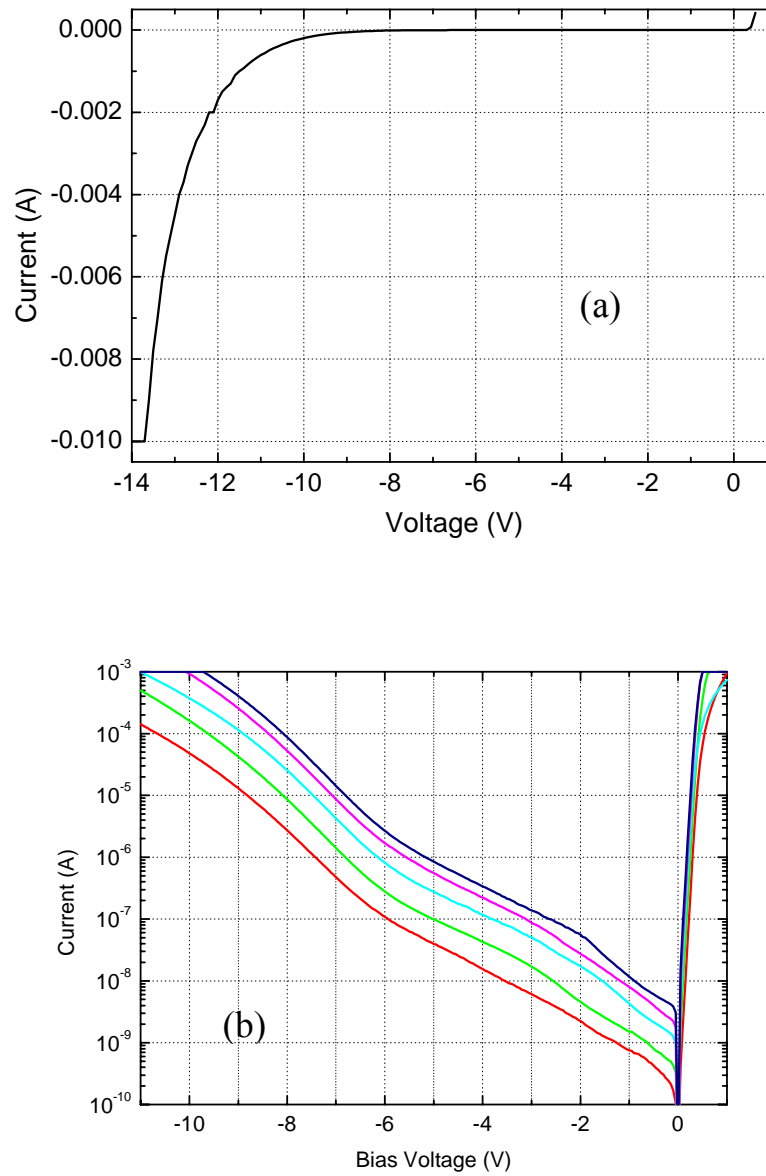 0.000
-0.002
-0.004
-0.006
-0.008
-0.010
Current (A)
(a)
-14 -12 -10 -8 -6 -4 -2 0
Voltage (V)
10-3
10-4
10-5
10-6
10-7
10-8
10-9
10-10
Current (A)
(b)
-10 -8 -6 -4 -2 0
Bias Voltage (V)